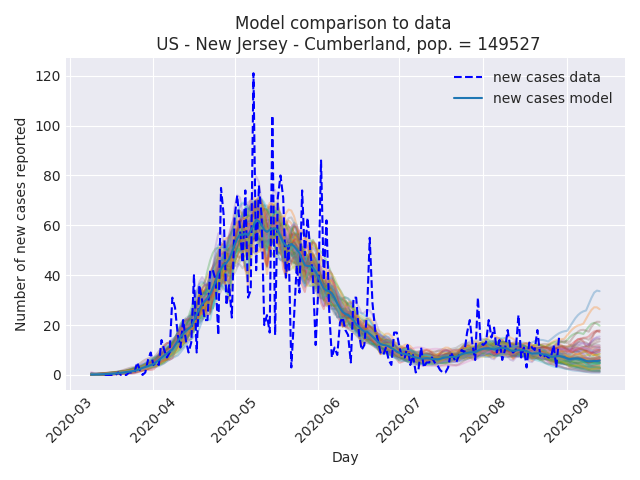 Model comparison to data
US - New Jersey - Cumberland, pop. = 149527
120
100
80
60
40
20
0
Number of new cases reported
new cases data
new cases model
2020-03
2020-04
2020-05
2020-06
2020-07
2020-08
2020-09
Day